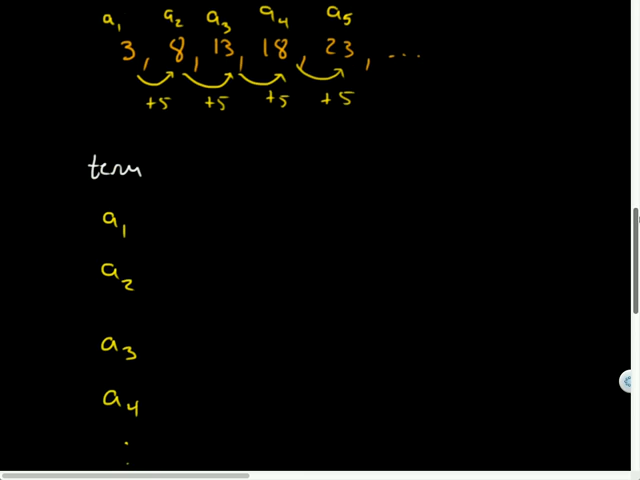 a₁ a₂ a₃ a₄ a₅
3, 8, 13, 18, 23, ...
+5 +5 +5 +5
term
a₁
a₂
a₃
a₄
: